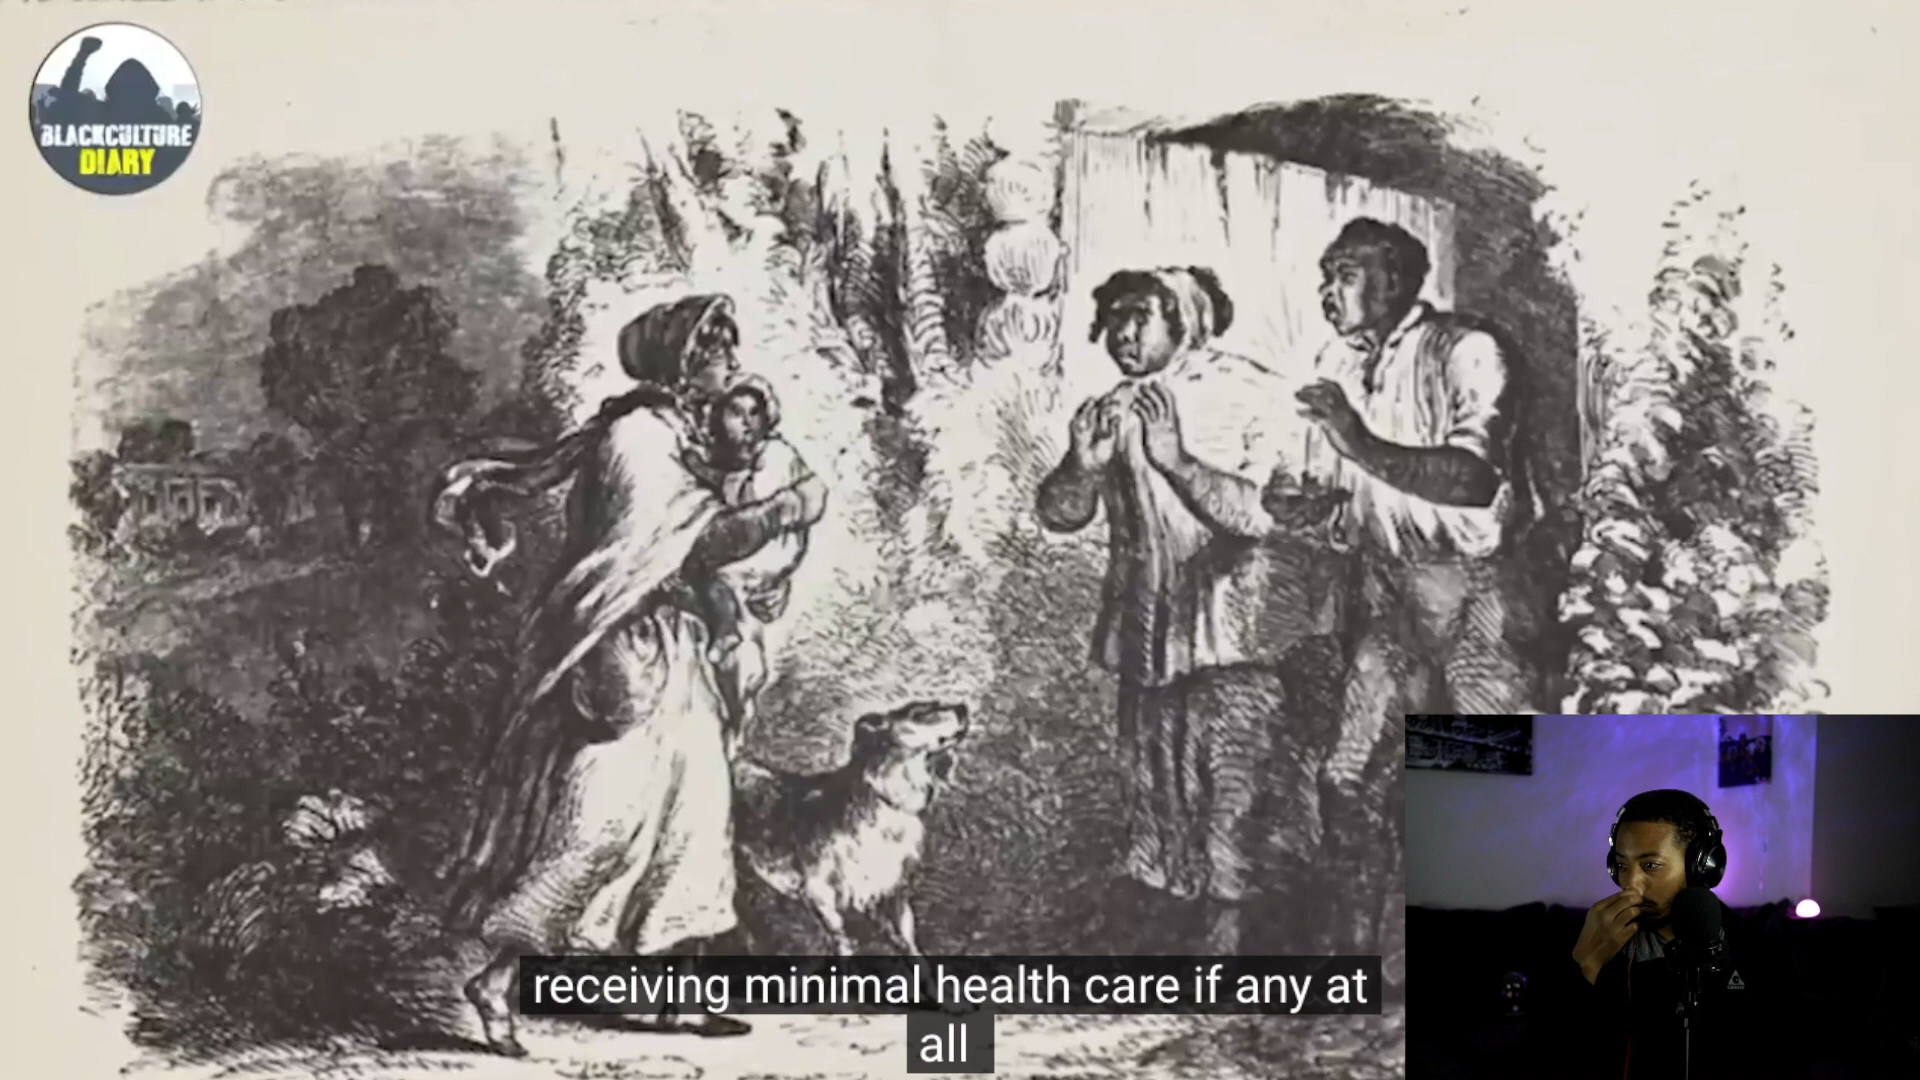 BLACKCULTURE
DIARY
receiving minimal health care if any at
all